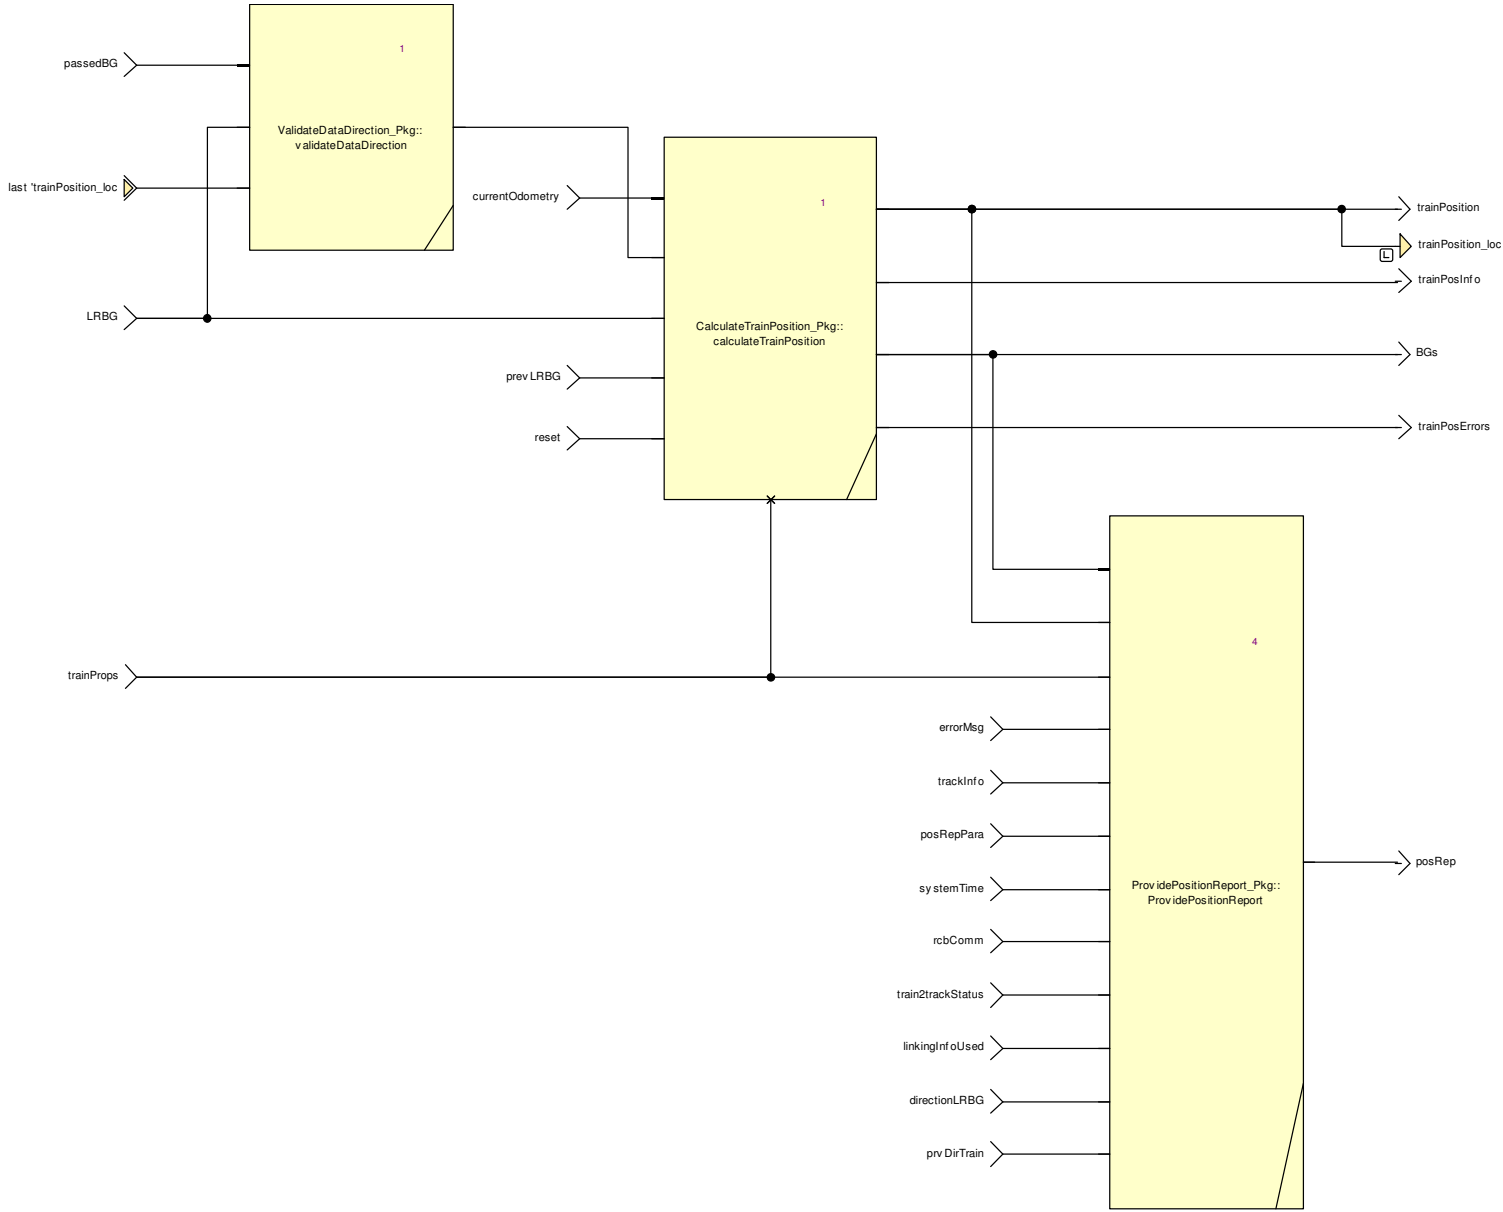 1
passedBG
ValidateDataDirection_Pkg::
validateDataDirection
last 'trainPosition_loc
currentOdometry
1
trainPosition
trainPosition_loc
L
trainPosInfo
LRBG
CalculateTrainPosition_Pkg::
calculateTrainPosition
BGs
prevLRBG
reset
trainPosErrors
4
trainProps
errorMsg
trackInfo
posRepPara
posRep
systemTime
ProvidePositionReport_Pkg::
ProvidePositionReport
rcbComm
train2trackStatus
linkingInfoUsed
directionLRBG
prvDirTrain